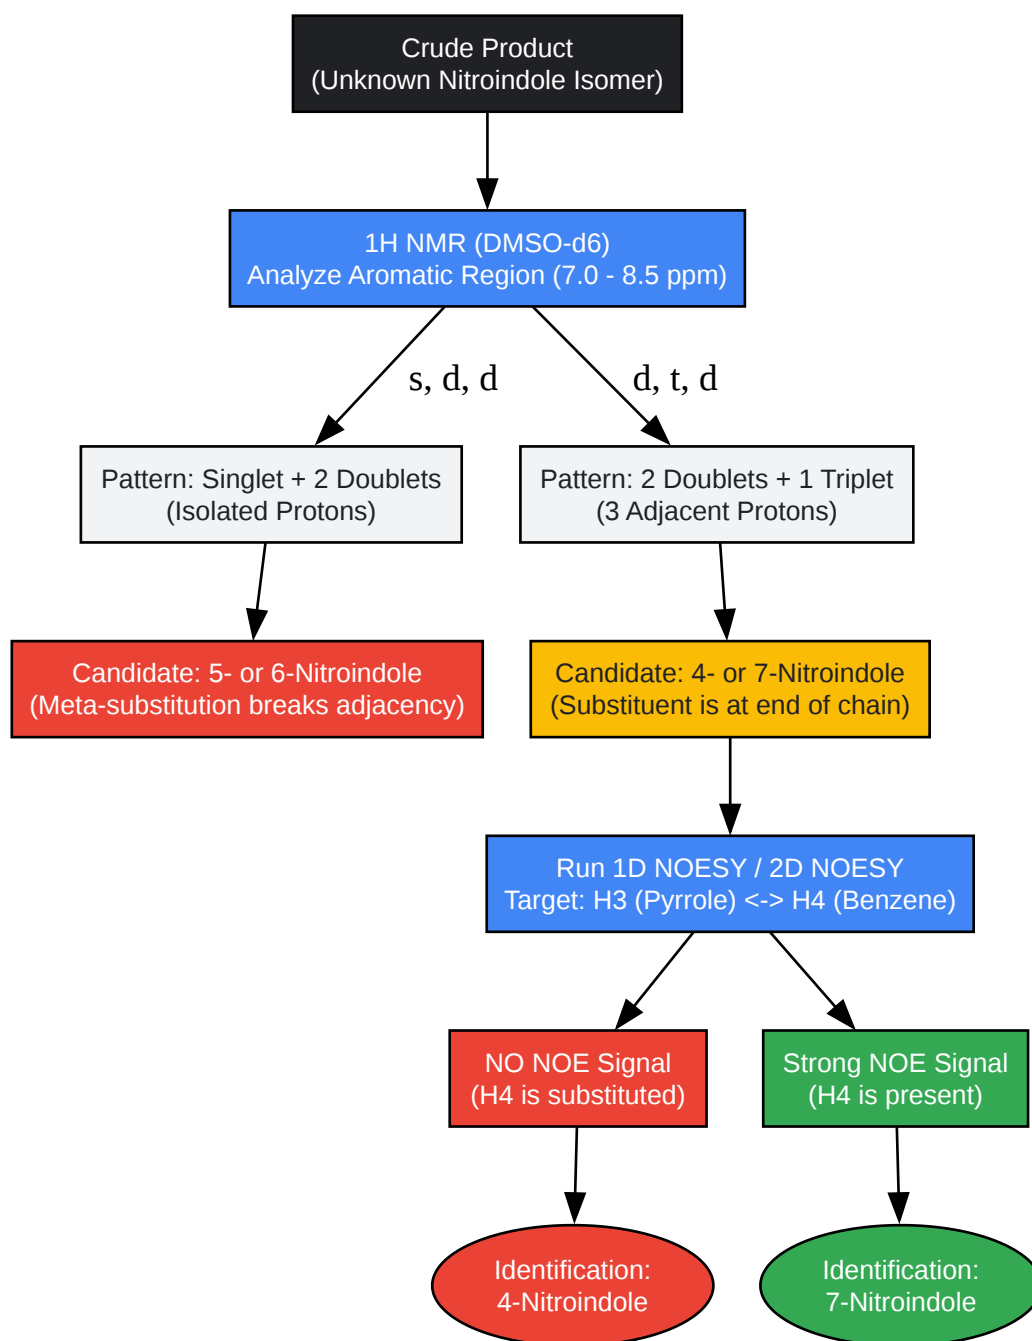 Crude Product
(Unknown Nitroindole Isomer)
1H NMR (DMSO-d6)
Analyze Aromatic Region (7.0 - 8.5 ppm)
s, d, d
d, t, d
Pattern: Singlet + 2 Doublets
(Isolated Protons)
Pattern: 2 Doublets + 1 Triplet
(3 Adjacent Protons)
Candidate: 5- or 6-Nitroindole
(Meta-substitution breaks adjacency)
Candidate: 4- or 7-Nitroindole
(Substituent is at end of chain)
Run 1D NOESY / 2D NOESY
Target: H3 (Pyrrole) <-> H4 (Benzene)
NO NOE Signal
(H4 is substituted)
Strong NOE Signal
(H4 is present)
Identification:
4-Nitroindole
Identification:
7-Nitroindole